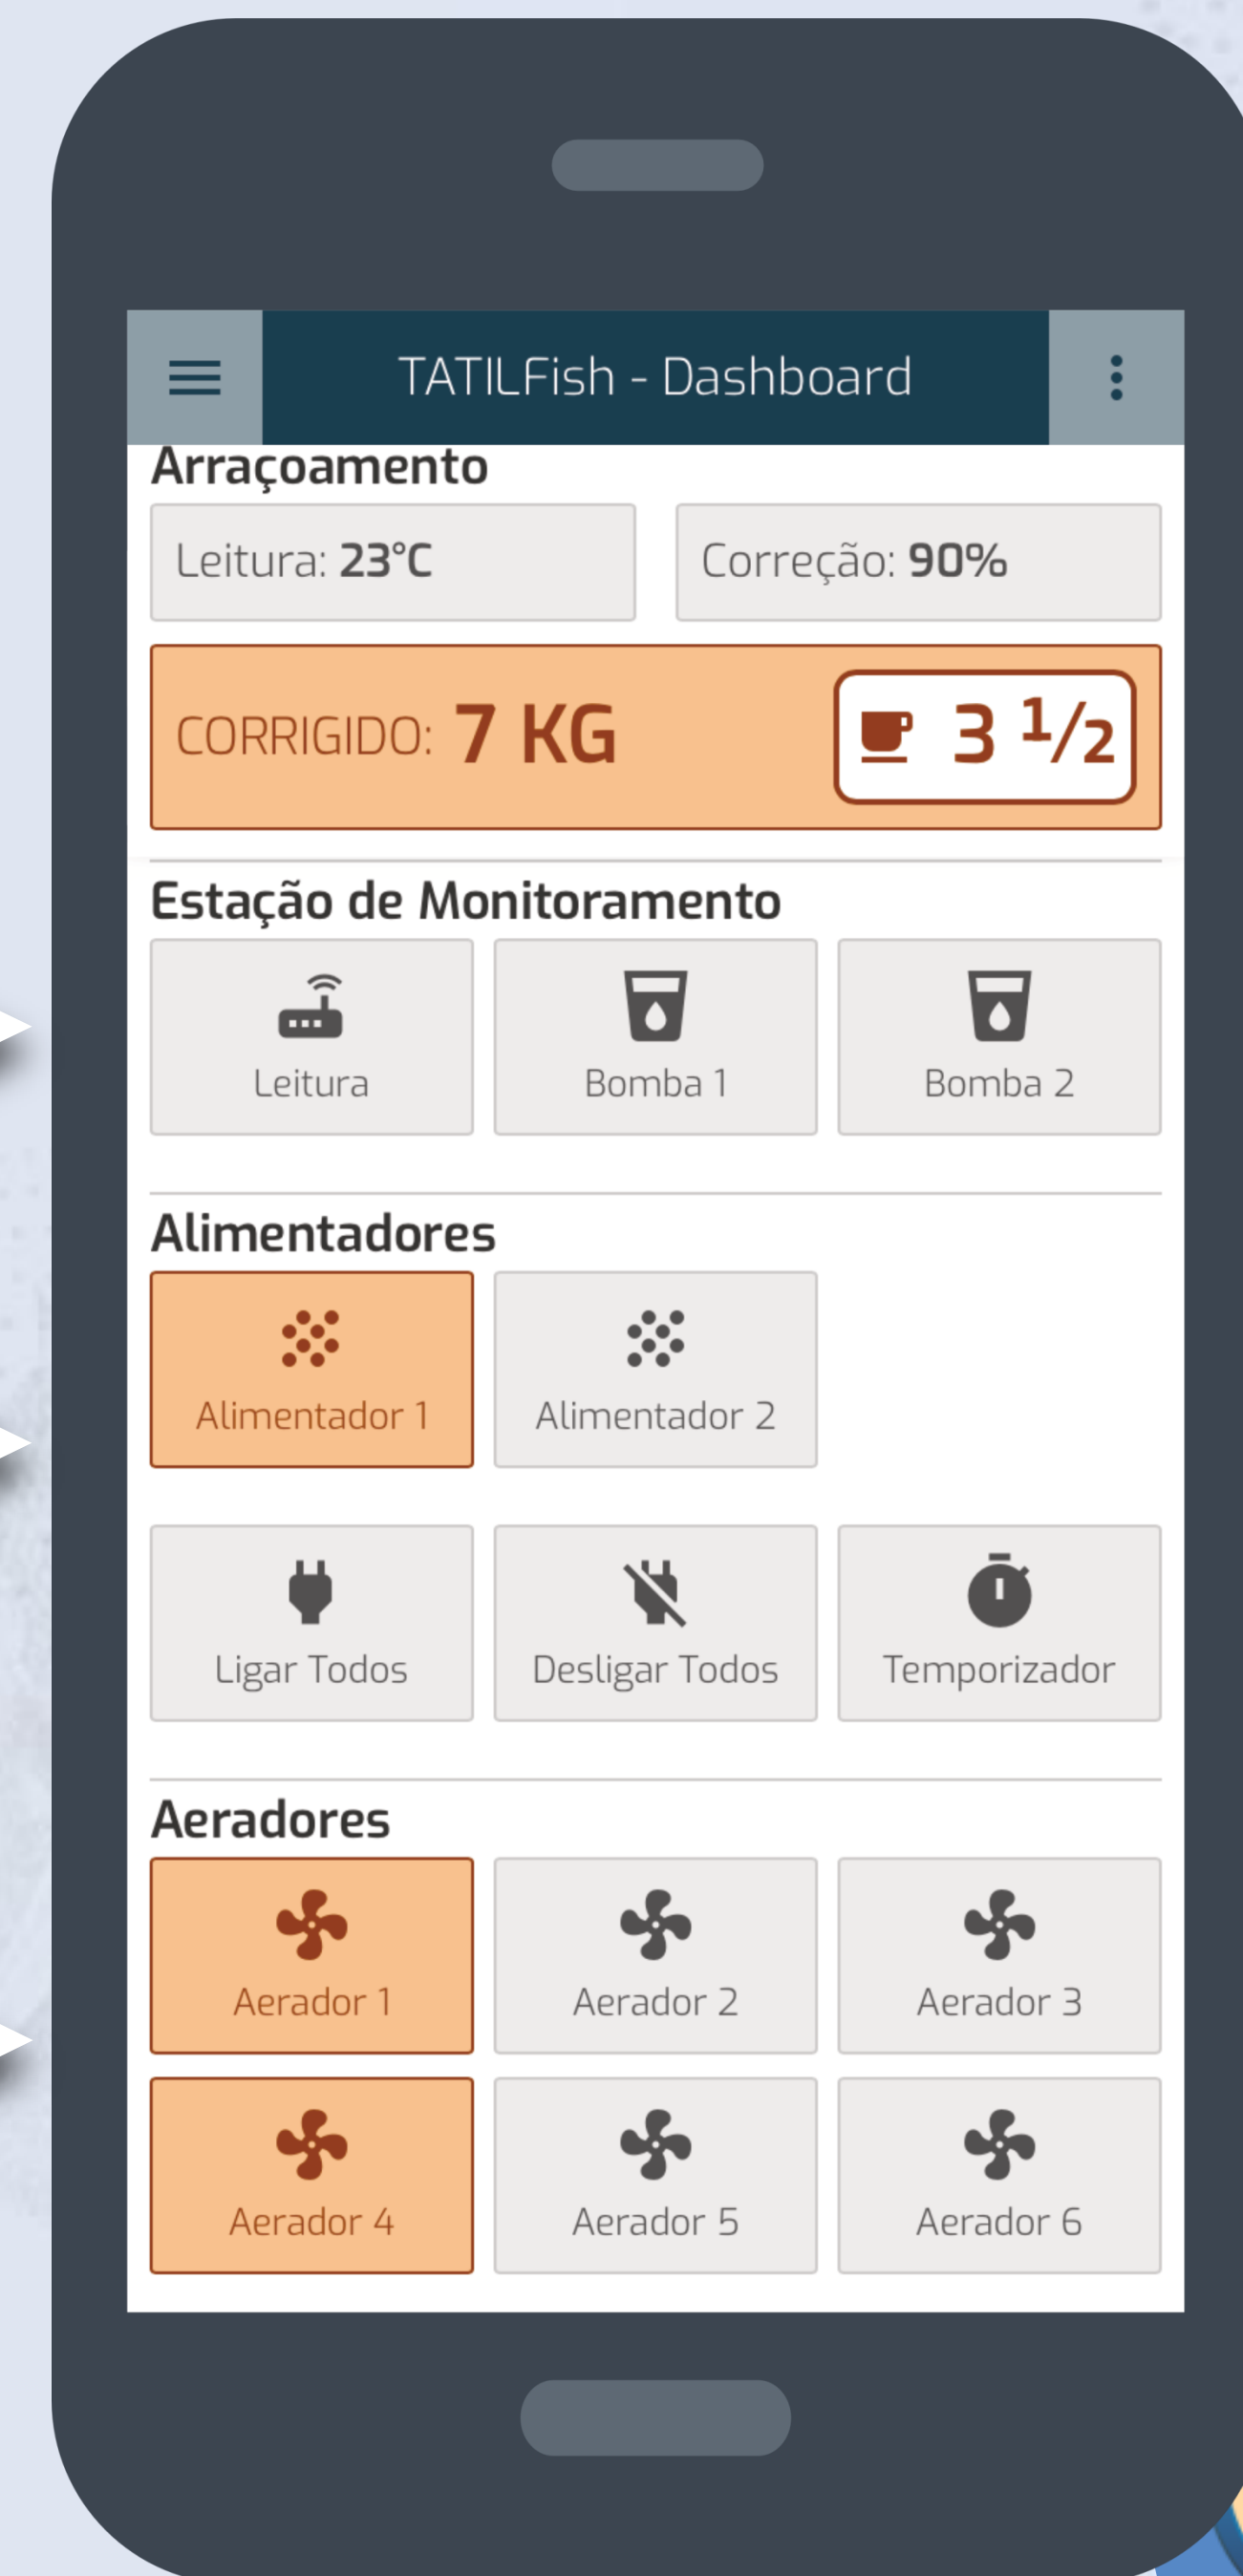 TATILFish - Dashboard
Arraçoamento
Leitura: 23°C Correção: 90%
CORRIGIDO: 7 KG 3 ½
Estação de Monitoramento
Leitura Bomba 1 Bomba 2
Alimentadores
Alimentador 1 Alimentador 2
Ligar Todos Desligar Todos Temporizador
Aeradores
Aerador 1 Aerador 2 Aerador 3
Aerador 4 Aerador 5 Aerador 6